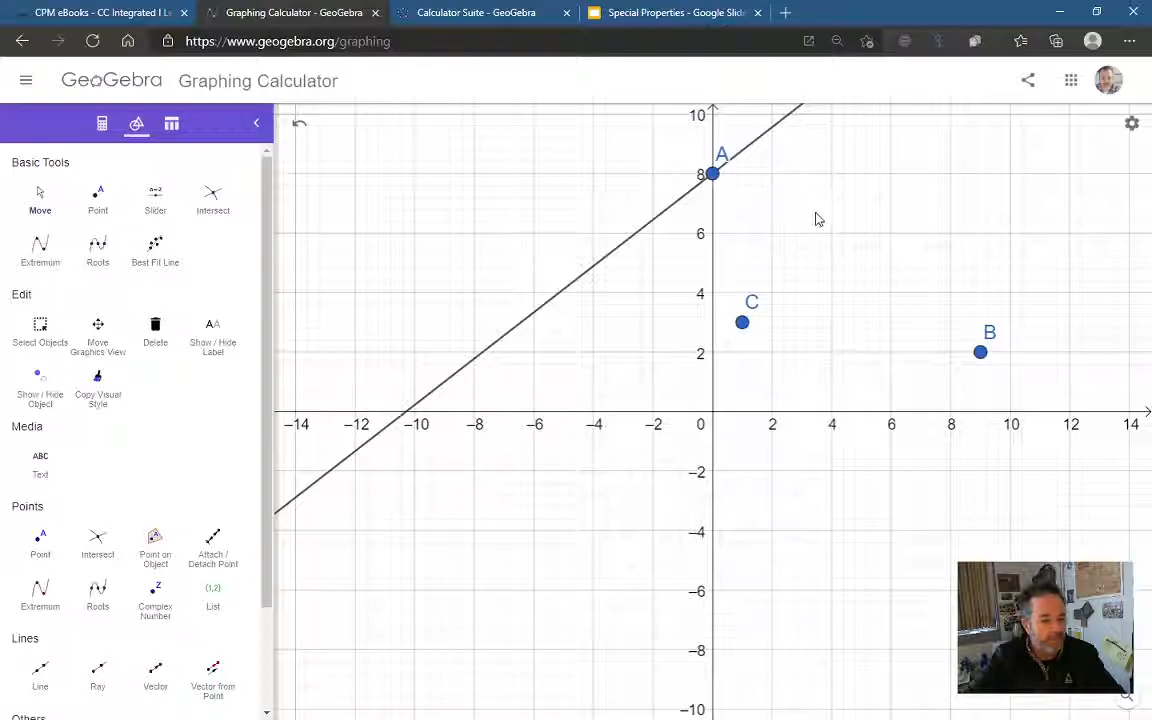 CPM eBooks - CC Integrated I Le
Graphing Calculator - GeoGebra
Calculator Suite - GeoGebra
Special Properties - Google Slide
https://www.geogebra.org/graphing
GeoGebra Graphing Calculator
Basic Tools
Move
Point
Slider
Intersect
Extremum
Roots
Best Fit Line
Edit
Select Objects
Move Graphics View
Delete
Show / Hide Label
Show / Hide Object
Copy Visual Style
Media
ABC
Text
Points
Point
Intersect
Point on Object
Attach / Detach Point
Extremum
Roots
Complex Number
List
Lines
Line
Ray
Vector
Vector from Point
Others
10
8
6
4
2
0
–2
–4
–6
–8
–10
–14 –12 –10 –8 –6 –4 –2 2 4 6 8 10 12 14
A
C
B